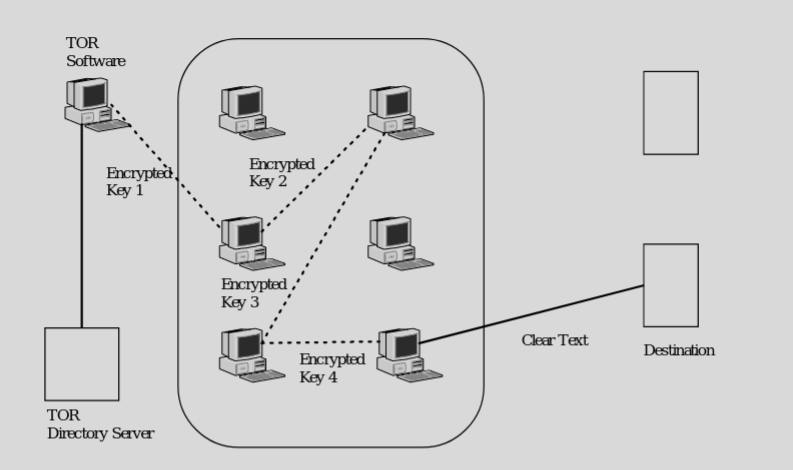 TOR
Software
Encrypted
Key 1
Encrypted
Key 2
Encrypted
Key 3
Encrypted
Key 4
Clear Text
Destination
TOR
Directory Server